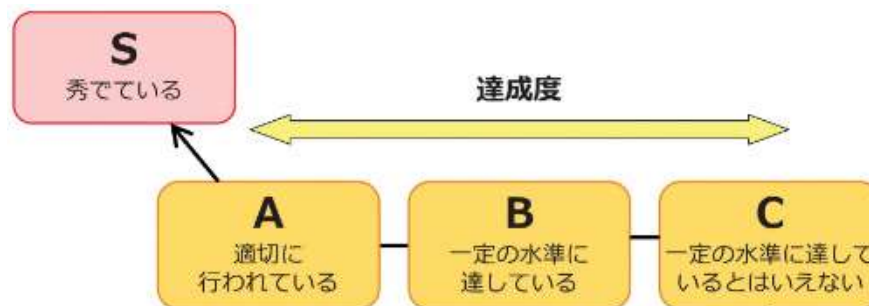 S
秀でている
達成度
A
適切に
行われている
B
一定の水準に
達している
C
一定の水準に達して
いるとはいえない